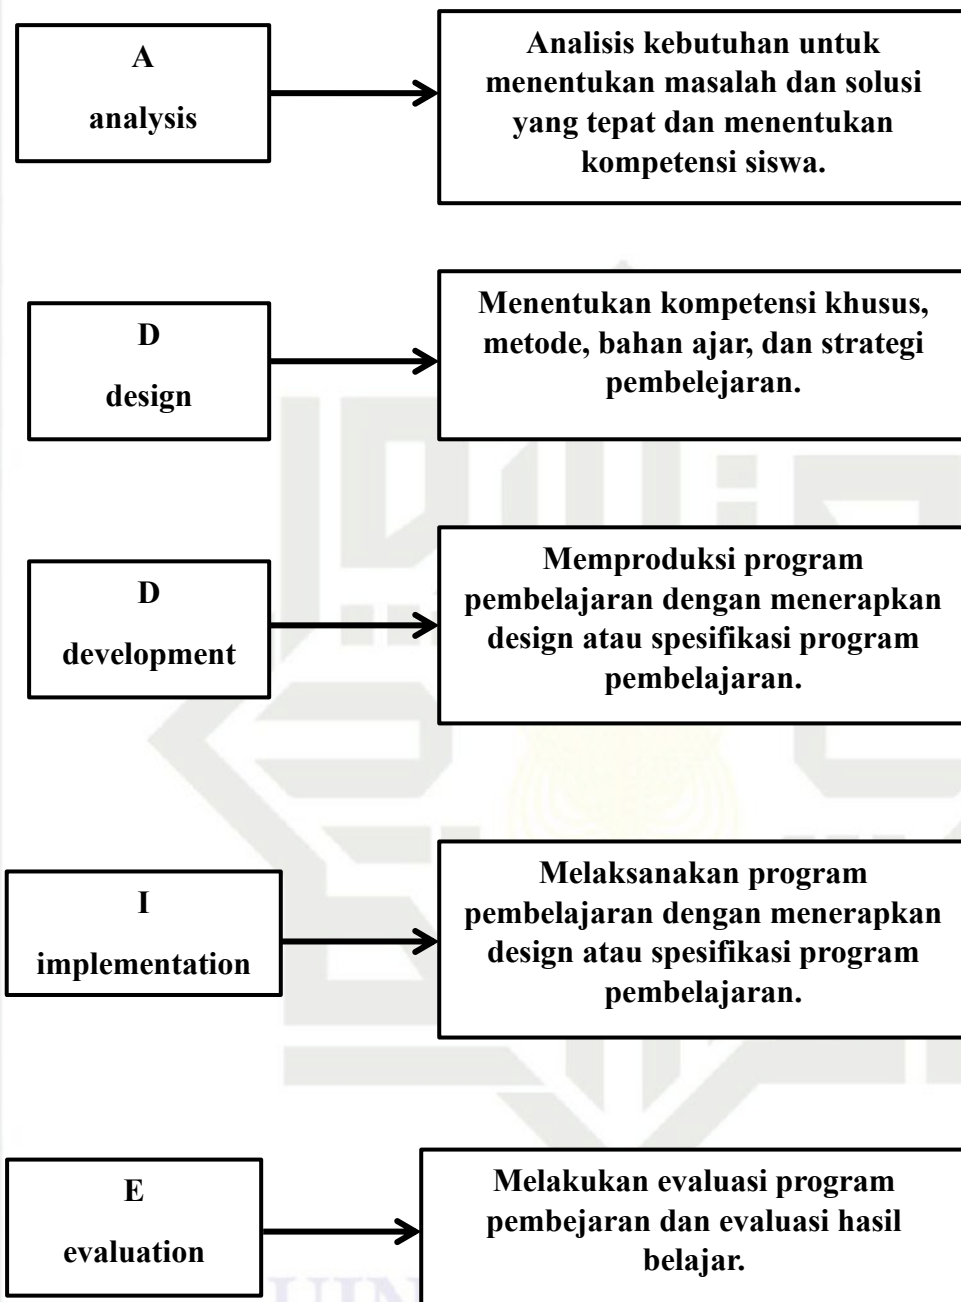 A
analysis
Analisis kebutuhan untuk
menentukan masalah dan solusi
yang tepat dan menentukan
kompetensi siswa.
D
design
Menentukan kompetensi khusus,
metode, bahan ajar, dan strategi
pembelejaran.
D
development
Memproduksi program
pembelajaran dengan menerapkan
design atau spesifikasi program
pembelajaran.
I
implementation
Melaksanakan program
pembelajaran dengan menerapkan
design atau spesifikasi program
pembelajaran.
E
evaluation
Melakukan evaluasi program
pembejaran dan evaluasi hasil
belajar.
UIN